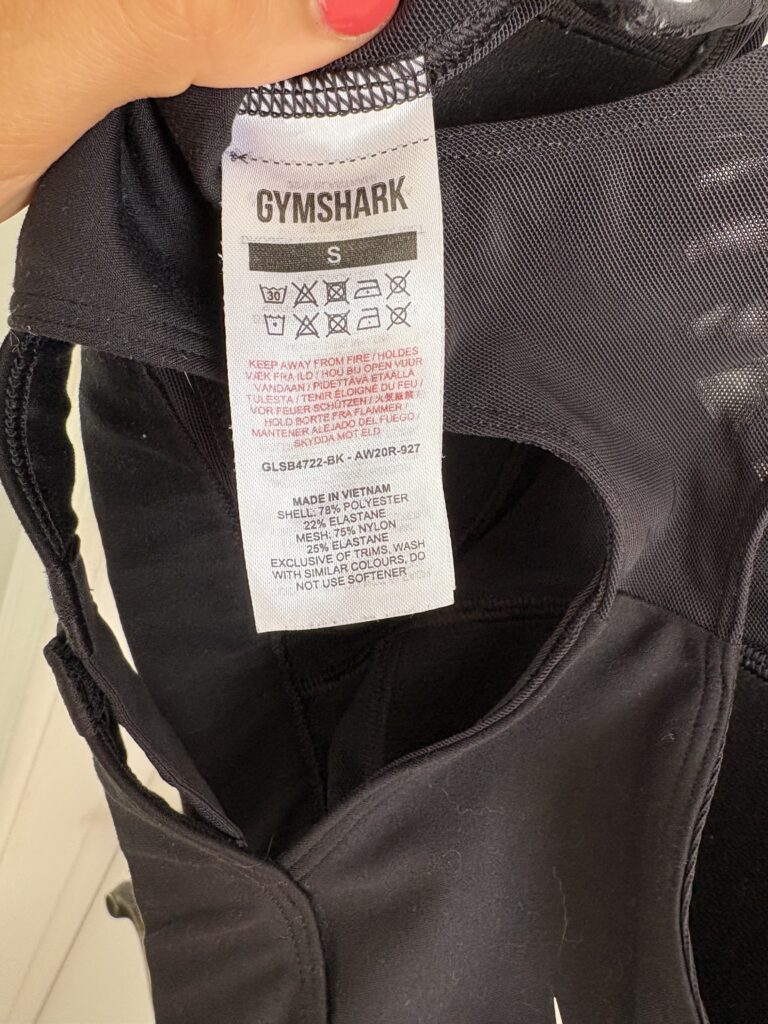 GYMSHARK
S
30
KEEP AWAY FROM FIRE / HOLDES
VÆK FRA ILD / HOU BIJ OPEN VUUR
VANDAAN / PIDETTÄVÄ ETÄÄLLÄ
TULESTA / TENIR ÉLOIGNÉ DU FEU /
VOR FEUER SCHÜTZEN / 火気厳禁 /
HOLD BORTE FRA FLAMMER /
MANTENER ALEJADO DEL FUEGO /
SKYDDA MOT ELD
GLSB4722-BK - AW20R-927
MADE IN VIETNAM
SHELL: 78% POLYESTER
22% ELASTANE
MESH: 75% NYLON
25% ELASTANE
EXCLUSIVE OF TRIMS, WASH
WITH SIMILAR COLOURS, DO
NOT USE SOFTENER